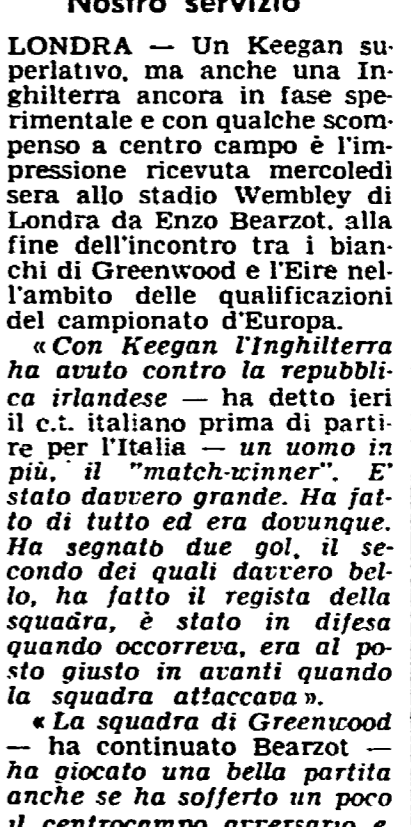 Nostro servizio
LONDRA — Un Keegan su-
perlativo, ma anche una In-
ghilterra ancora in fase spe-
rimentale e con qualche scom-
penso a centro campo è l'im-
pressione ricevuta mercoledì
sera allo stadio Wembley di
Londra da Enzo Bearzot, alla
fine dell'incontro tra i bian-
chi di Greenwood e l'Eire nel-
l'ambito delle qualificazioni
del campionato d'Europa.
«Con Keegan l'Inghilterra
ha avuto contro la repubbli-
ca irlandese — ha detto ieri
il c.t. italiano prima di parti-
re per l'Italia — un uomo in
più, il "match-winner". E'
stato davvero grande. Ha fat-
to di tutto ed era dovunque.
Ha segnato due gol, il se-
condo dei quali davvero bel-
lo, ha fatto il regista della
squadra, è stato in difesa
quando occorreva, era al po-
sto giusto in avanti quando
la squadra attaccava».
«La squadra di Greenwood
— ha continuato Bearzot —
ha giocato una bella partita
anche se ha sofferto un poco
il centrocampo avversario e